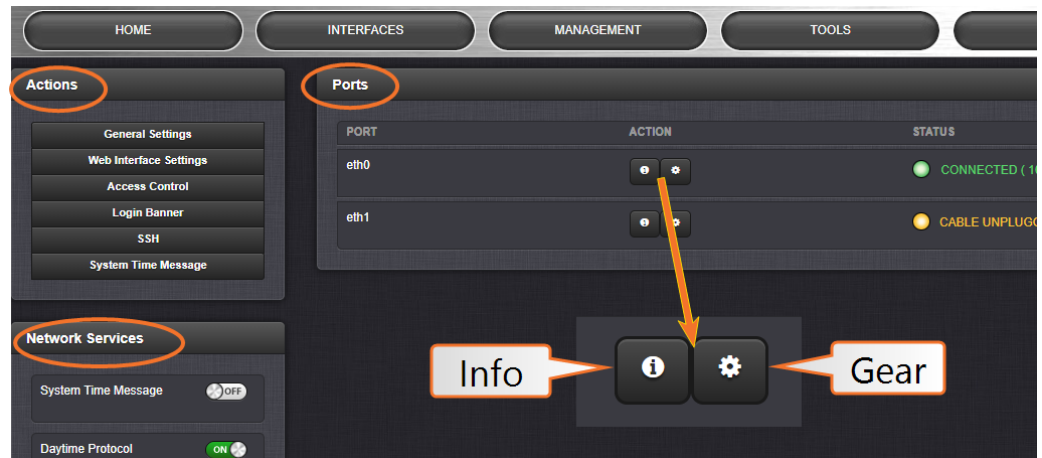 HOME INTERFACES MANAGEMENT TOOLS
Actions
General Settings
Web Interface Settings
Access Control
Login Banner
SSH
System Time Message
Network Services
System Time Message OFF
Daytime Protocol ON
Ports
PORT ACTION STATUS
eth0 CONNECTED (
eth1 CABLE
Info Gear